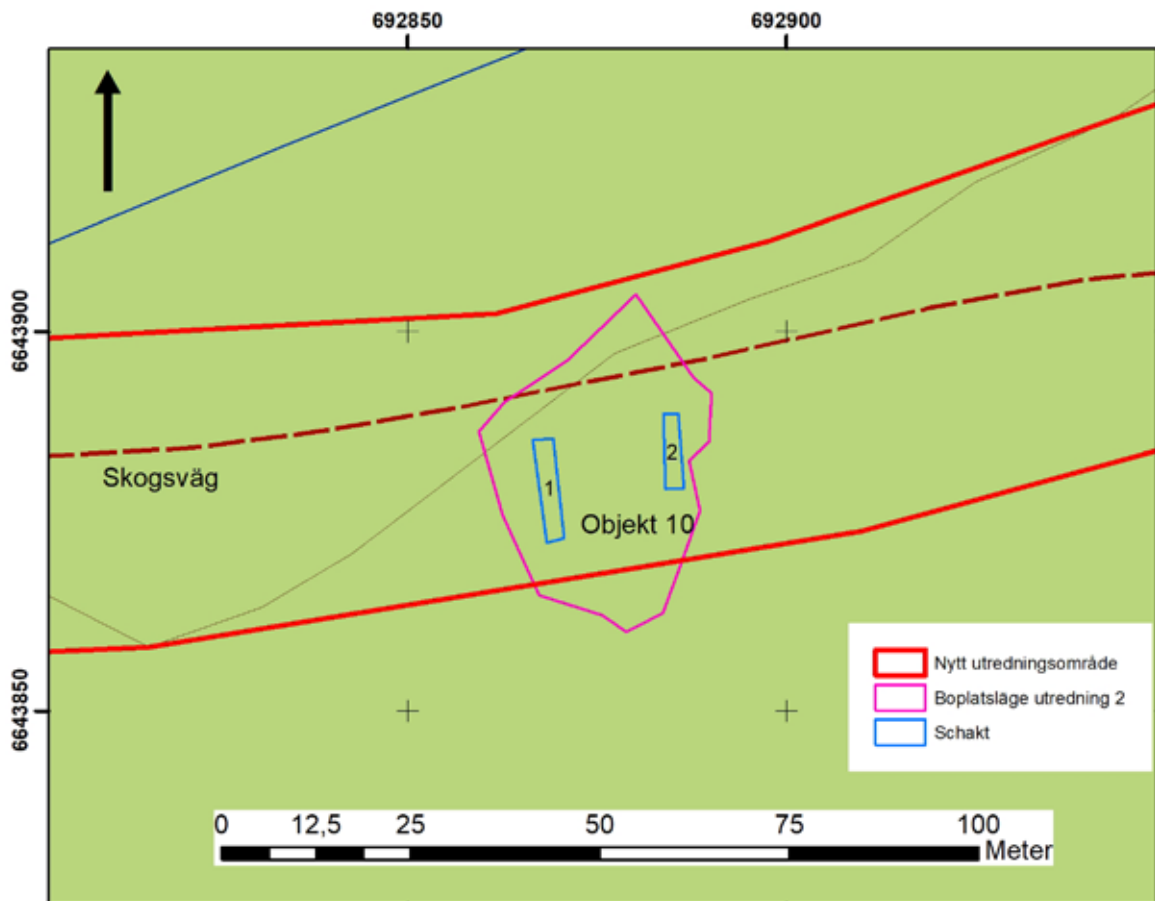 692850
692900
6643900
Skogsväg
1
2
Objekt 10
6643850
Nytt utredningsområde
Boplatsläge utredning 2
Schakt
0 12,5 25 50 75 100
Meter